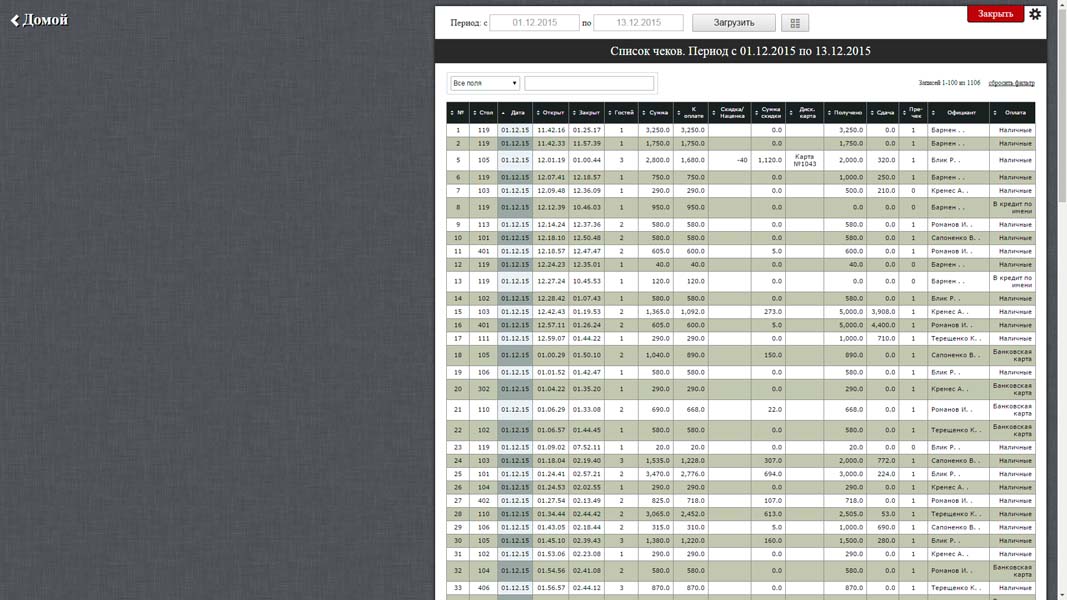 Домой
Закрыть
Период: с 01.12.2015 по 13.12.2015 Загрузить
Список чеков. Период с 01.12.2015 по 13.12.2015
Все поля Записей 1-100 из 1106 сбросить фильтр
№ Стол Дата Открыт Закрыт Гостей Сумма К оплате Скидка/Наценка Сумма скидки Диск. карта Получено Сдача Пре-чек Официант Оплата
1 119 01.12.15 11.42.16 01.25.17 1 3,250.0 3,250.0 0.0 3,250.0 0.0 1 Бармен . . Наличные
2 119 01.12.15 11.42.33 11.57.39 1 1,750.0 1,750.0 0.0 1,750.0 0.0 1 Бармен . . Наличные
5 105 01.12.15 12.01.19 01.00.44 3 2,800.0 1,680.0 -40 1,120.0 Карта №1043 2,000.0 320.0 1 Блик Р. . Наличные
6 119 01.12.15 12.07.41 12.18.57 1 750.0 750.0 0.0 1,000.0 250.0 1 Бармен . . Наличные
7 103 01.12.15 12.09.48 12.36.09 1 290.0 290.0 0.0 500.0 210.0 0 Кремес А. . Наличные
8 119 01.12.15 12.12.39 10.46.03 1 950.0 950.0 0.0 0.0 0.0 0 Бармен . . В кредит по имени
9 113 01.12.15 12.14.24 12.37.36 2 580.0 580.0 0.0 580.0 0.0 1 Романов И. . Наличные
10 101 01.12.15 12.18.10 12.50.48 2 580.0 580.0 0.0 580.0 0.0 1 Сапоненко В. . Наличные
11 401 01.12.15 12.18.57 12.47.47 2 605.0 600.0 5.0 600.0 0.0 1 Романов И. . Наличные
12 119 01.12.15 12.24.23 12.35.01 1 40.0 40.0 0.0 40.0 0.0 0 Бармен . . Наличные
13 119 01.12.15 12.27.24 10.45.53 1 120.0 120.0 0.0 0.0 0.0 0 Бармен . . В кредит по имени
14 102 01.12.15 12.28.42 01.07.43 1 580.0 580.0 0.0 580.0 0.0 1 Блик Р. . Наличные
15 103 01.12.15 12.42.43 01.19.53 2 1,365.0 1,092.0 273.0 5,000.0 3,908.0 1 Кремес А. . Наличные
16 401 01.12.15 12.57.11 01.26.24 2 605.0 600.0 5.0 5,000.0 4,400.0 1 Романов И. . Наличные
17 111 01.12.15 12.59.07 01.44.22 1 290.0 290.0 0.0 1,000.0 710.0 1 Терещенко К. . Наличные
18 105 01.12.15 01.00.29 01.50.10 2 1,040.0 890.0 150.0 890.0 0.0 1 Сапоненко В. . Банковская карта
19 106 01.12.15 01.01.52 01.42.47 1 580.0 580.0 0.0 580.0 0.0 1 Блик Р. . Наличные
20 302 01.12.15 01.04.22 01.35.20 1 290.0 290.0 0.0 290.0 0.0 1 Кремес А. . Банковская карта
21 110 01.12.15 01.06.29 01.33.08 2 690.0 668.0 22.0 668.0 0.0 1 Романов И. . Банковская карта
22 102 01.12.15 01.06.57 01.44.45 1 580.0 580.0 0.0 580.0 0.0 1 Терещенко К. . Банковская карта
23 119 01.12.15 01.09.02 07.52.11 1 20.0 20.0 0.0 20.0 0.0 0 Блик Р. . Наличные
24 103 01.12.15 01.18.04 02.19.40 3 1,535.0 1,228.0 307.0 2,000.0 772.0 1 Сапоненко В. . Наличные
25 101 01.12.15 01.24.41 02.57.21 2 3,470.0 2,776.0 694.0 3,000.0 224.0 1 Блик Р. . Наличные
26 104 01.12.15 01.24.53 02.02.55 1 290.0 290.0 0.0 290.0 0.0 1 Кремес А. . Наличные
27 402 01.12.15 01.27.54 02.13.49 2 825.0 718.0 107.0 718.0 0.0 1 Романов И. . Наличные
28 110 01.12.15 01.34.44 02.44.42 2 3,065.0 2,452.0 613.0 2,505.0 53.0 1 Терещенко К. . Наличные
29 106 01.12.15 01.43.05 02.18.44 2 315.0 310.0 5.0 1,000.0 690.0 1 Сапоненко В. . Наличные
30 105 01.12.15 01.45.10 02.39.43 3 1,380.0 1,220.0 160.0 1,500.0 280.0 1 Блик Р. . Наличные
31 102 01.12.15 01.53.06 02.23.08 1 290.0 290.0 0.0 290.0 0.0 1 Кремес А. . Наличные
32 104 01.12.15 01.54.56 02.41.08 2 580.0 580.0 0.0 580.0 0.0 1 Романов И. . Банковская карта
33 406 01.12.15 01.56.57 02.44.12 3 870.0 870.0 0.0 870.0 0.0 1 Терещенко К. . Наличные